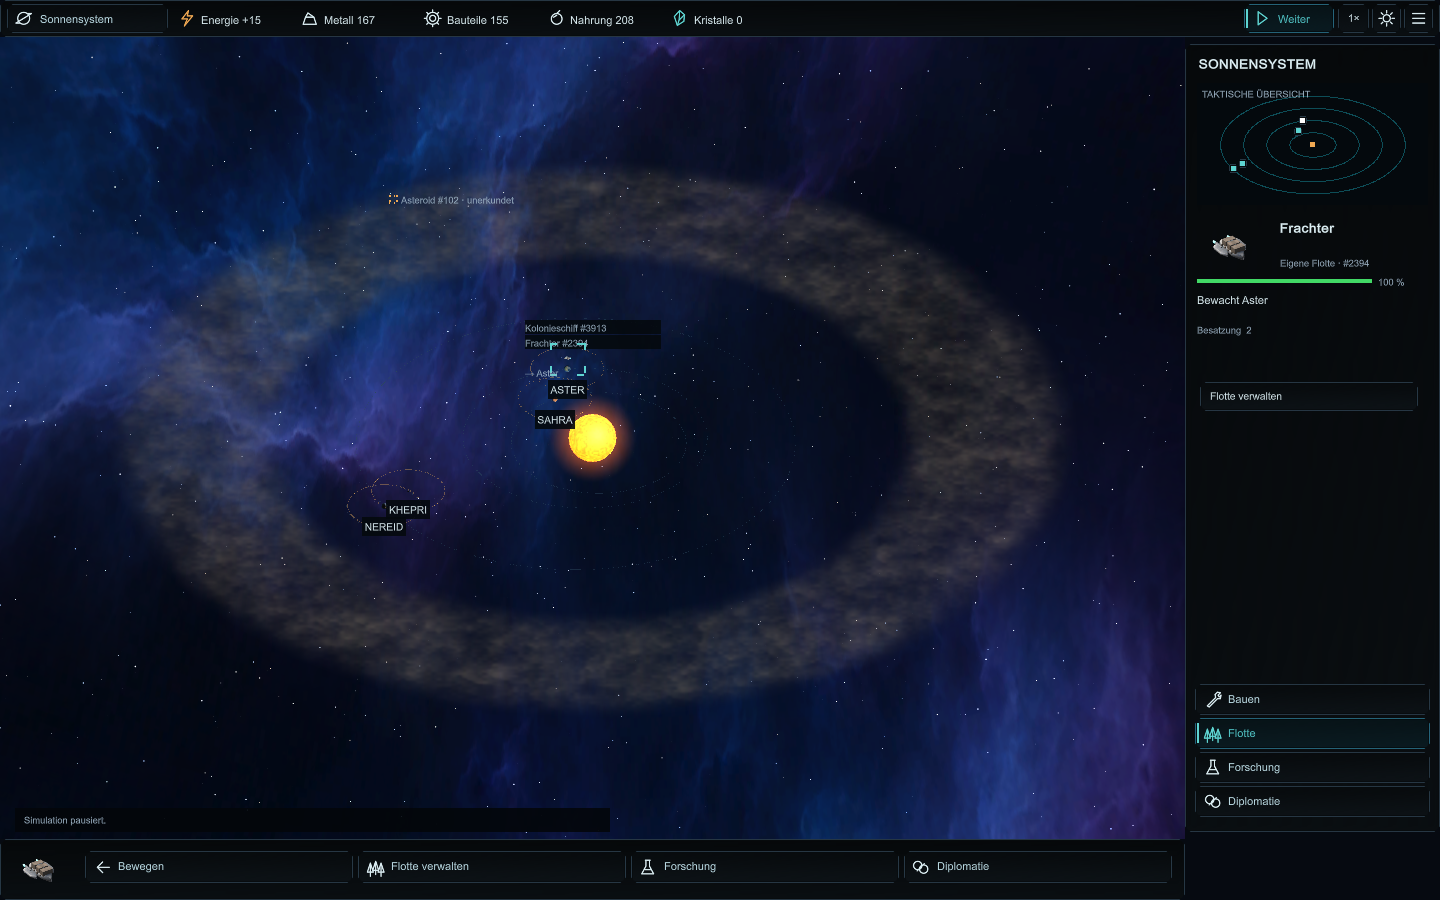 Sonnensystem
Energie +15
Metall 167
Bauteile 155
Nahrung 208
Kristalle 0
Weiter
1×
SONNENSYSTEM
TAKTISCHE ÜBERSICHT
Frachter
Eigene Flotte · #2394
100 %
Bewacht Aster
Besatzung 2
Flotte verwalten
Asteroid #102 · unerkundet
Kolonieschiff #3913
Frachter #2394
→ Aster
ASTER
SAHRA
KHEPRI
NEREID
Bauen
Flotte
Forschung
Diplomatie
Simulation pausiert.
Bewegen
Flotte verwalten
Forschung
Diplomatie